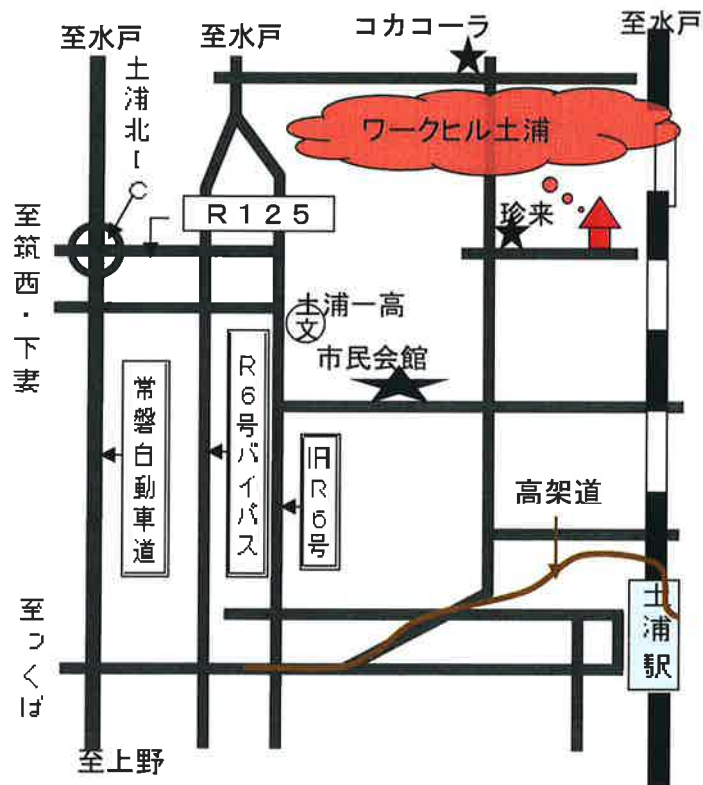 至水戸
至水戸
コカコーラ
至水戸
土浦北IC
ワークヒル土浦
R125
珍来
至筑西・下妻
土浦一高
文
市民会館
常磐自動車道
R6号バイパス
旧R6号
高架道
至つくば
土浦駅
至上野